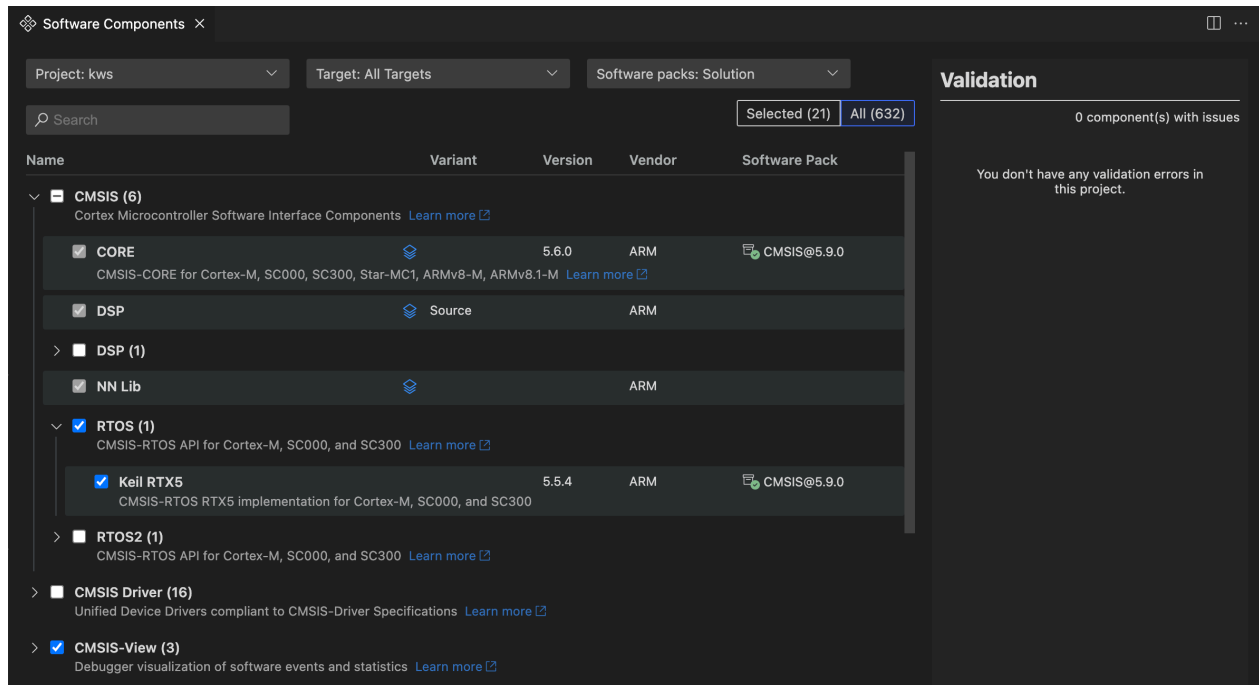 Software Components
Project: kws
Target: All Targets
Software packs: Solution
Search
Selected (21)
All (632)
Name Variant Version Vendor Software Pack
CMSIS (6)
Cortex Microcontroller Software Interface Components Learn more
CORE 5.6.0 ARM CMSIS@5.9.0
CMSIS-CORE for Cortex-M, SC000, SC300, Star-MC1, ARMv8-M, ARMv8.1-M Learn more
DSP Source ARM
DSP (1)
NN Lib ARM
RTOS (1)
CMSIS-RTOS API for Cortex-M, SC000, and SC300 Learn more
Keil RTX5 5.5.4 ARM CMSIS@5.9.0
CMSIS-RTOS RTX5 implementation for Cortex-M, SC000, and SC300
RTOS2 (1)
CMSIS-RTOS API for Cortex-M, SC000, and SC300 Learn more
CMSIS Driver (16)
Unified Device Drivers compliant to CMSIS-Driver Specifications Learn more
CMSIS-View (3)
Debugger visualization of software events and statistics Learn more
Validation
0 component(s) with issues
You don't have any validation errors in
this project.